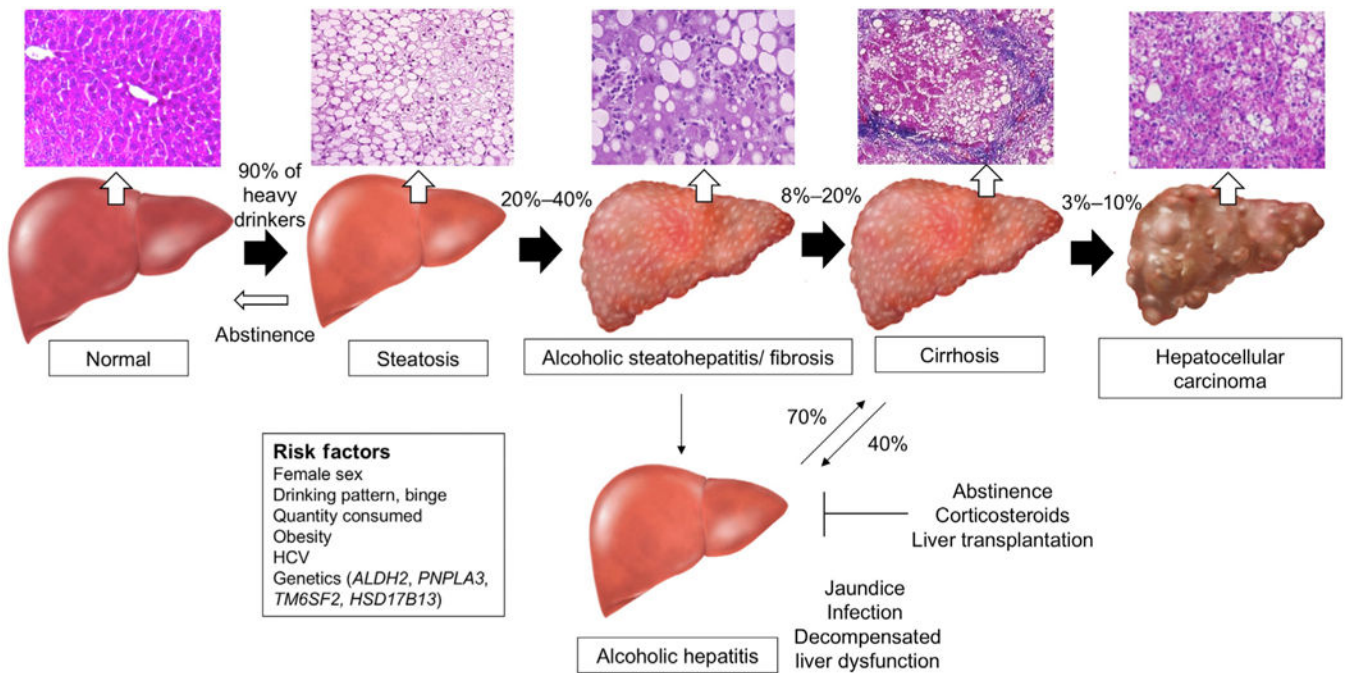 90% of
heavy
drinkers
20%–40%
8%–20%
3%–10%
Abstinence
Normal
Steatosis
Alcoholic steatohepatitis/ fibrosis
Cirrhosis
Hepatocellular
carcinoma
Risk factors
Female sex
Drinking pattern, binge
Quantity consumed
Obesity
HCV
Genetics (ALDH2, PNPLA3,
TM6SF2, HSD17B13)
70%
40%
Abstinence
Corticosteroids
Liver transplantation
Jaundice
Infection
Decompensated
liver dysfunction
Alcoholic hepatitis